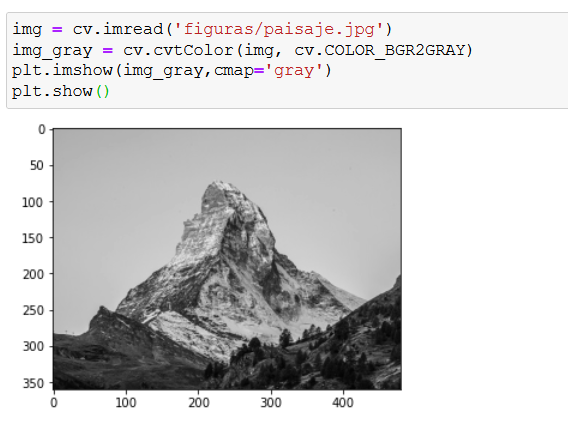 img = cv.imread('figuras/paisaje.jpg')
img_gray = cv.cvtColor(img, cv.COLOR_BGR2GRAY)
plt.imshow(img_gray,cmap='gray')
plt.show()
0
50
100
150
200
250
300
350
0 100 200 300 400